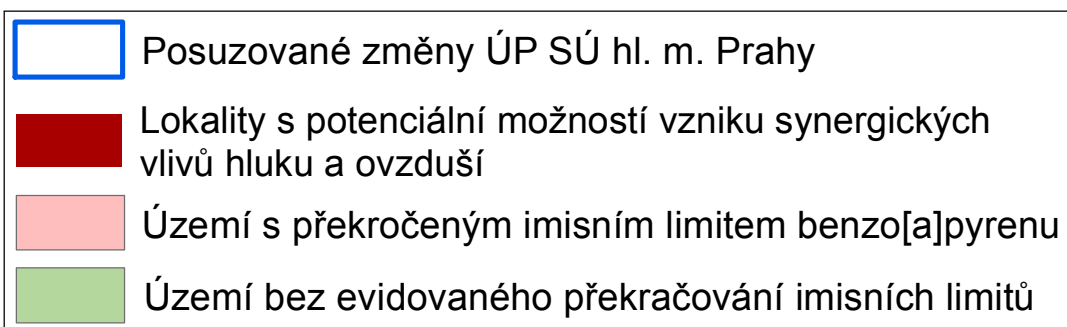 Posuzované změny ÚP SÚ hl. m. Prahy
Lokality s potenciální možností vzniku synergických
vlivů hluku a ovzduší
Území s překročeným imisním limitem benzo[a]pyrenu
Území bez evidovaného překračování imisních limitů